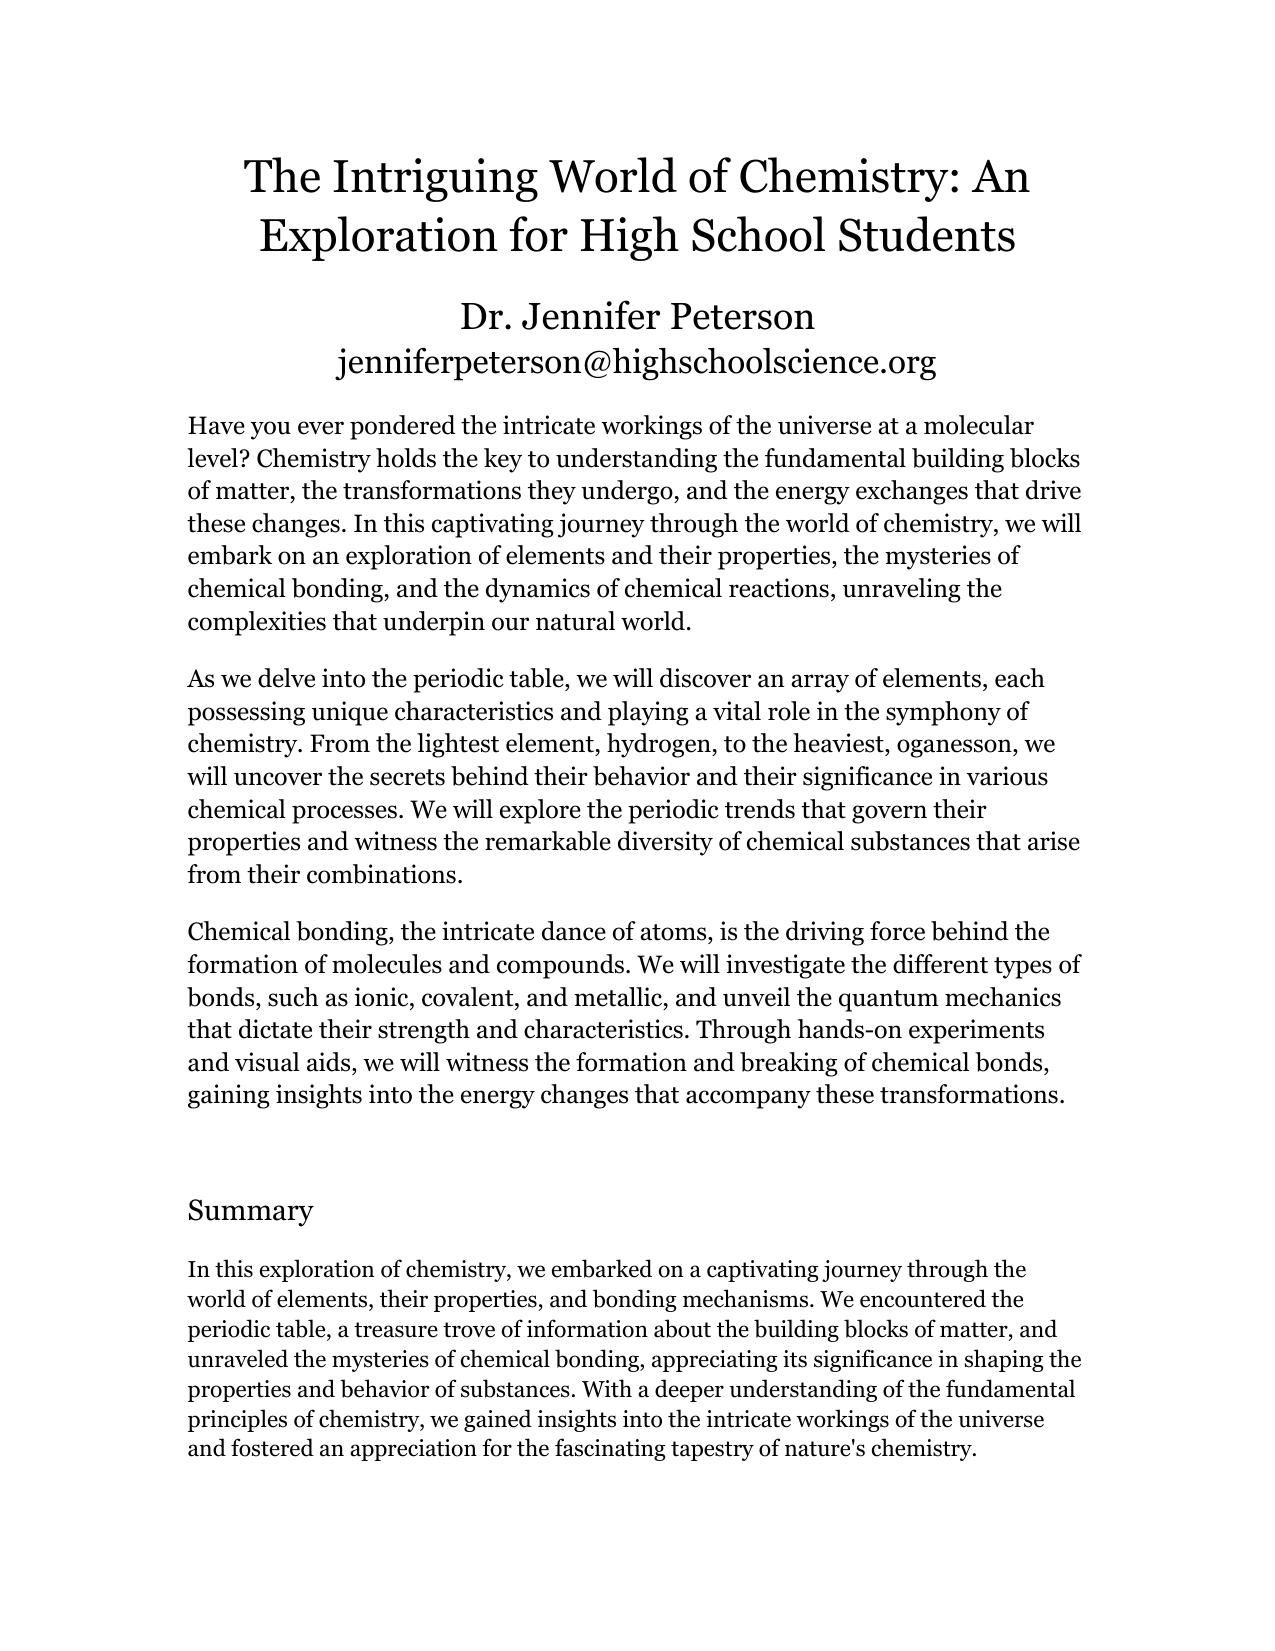 The Intriguing World of Chemistry: An
Exploration for High School Students
Dr. Jennifer Peterson
jenniferpeterson@highschoolscience.org
Have you ever pondered the intricate workings of the universe at a molecular
level? Chemistry holds the key to understanding the fundamental building blocks
of matter, the transformations they undergo, and the energy exchanges that drive
these changes. In this captivating journey through the world of chemistry, we will
embark on an exploration of elements and their properties, the mysteries of
chemical bonding, and the dynamics of chemical reactions, unraveling the
complexities that underpin our natural world.
As we delve into the periodic table, we will discover an array of elements, each
possessing unique characteristics and playing a vital role in the symphony of
chemistry. From the lightest element, hydrogen, to the heaviest, oganesson, we
will uncover the secrets behind their behavior and their significance in various
chemical processes. We will explore the periodic trends that govern their
properties and witness the remarkable diversity of chemical substances that arise
from their combinations.
Chemical bonding, the intricate dance of atoms, is the driving force behind the
formation of molecules and compounds. We will investigate the different types of
bonds, such as ionic, covalent, and metallic, and unveil the quantum mechanics
that dictate their strength and characteristics. Through hands-on experiments
and visual aids, we will witness the formation and breaking of chemical bonds,
gaining insights into the energy changes that accompany these transformations.
Summary
In this exploration of chemistry, we embarked on a captivating journey through the
world of elements, their properties, and bonding mechanisms. We encountered the
periodic table, a treasure trove of information about the building blocks of matter, and
unraveled the mysteries of chemical bonding, appreciating its significance in shaping the
properties and behavior of substances. With a deeper understanding of the fundamental
principles of chemistry, we gained insights into the intricate workings of the universe
and fostered an appreciation for the fascinating tapestry of nature's chemistry.